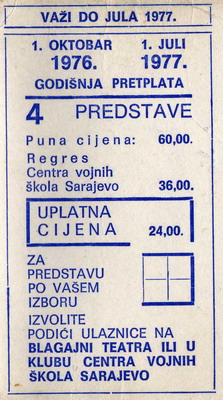 VAŽI DO JULA 1977.
1. OKTOBAR 1. JULI
1976. 1977.
GODIŠNJA PRETPLATA
4 PREDSTAVE
Puna cijena: 60,00.
Regres
Centra vojnih
škola Sarajevo 36,00.
UPLATNA
CIJENA 24,00.
ZA
PREDSTAVU
PO VAŠEM
IZBORU
IZVOLITE
PODIĆI ULAZNICE NA
BLAGAJNI TEATRA ILI U
KLUBU CENTRA VOJNIH
ŠKOLA SARAJEVO